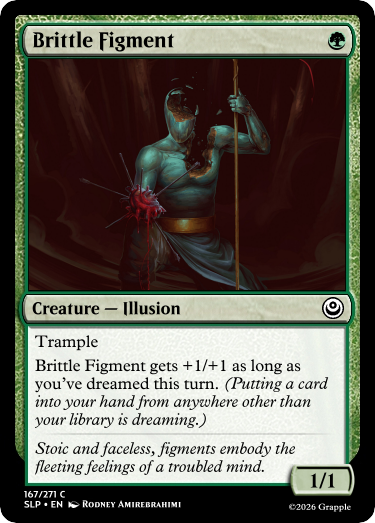 Brittle Figment
Creature — Illusion
Trample
Brittle Figment gets +1/+1 as long as
you've dreamed this turn. (Putting a card
into your hand from anywhere other than
your library is dreaming.)
Stoic and faceless, figments embody the
fleeting feelings of a troubled mind.
1/1
167/271 C
SLP • EN Rodney Amirebrahimi
©2026 Grapple